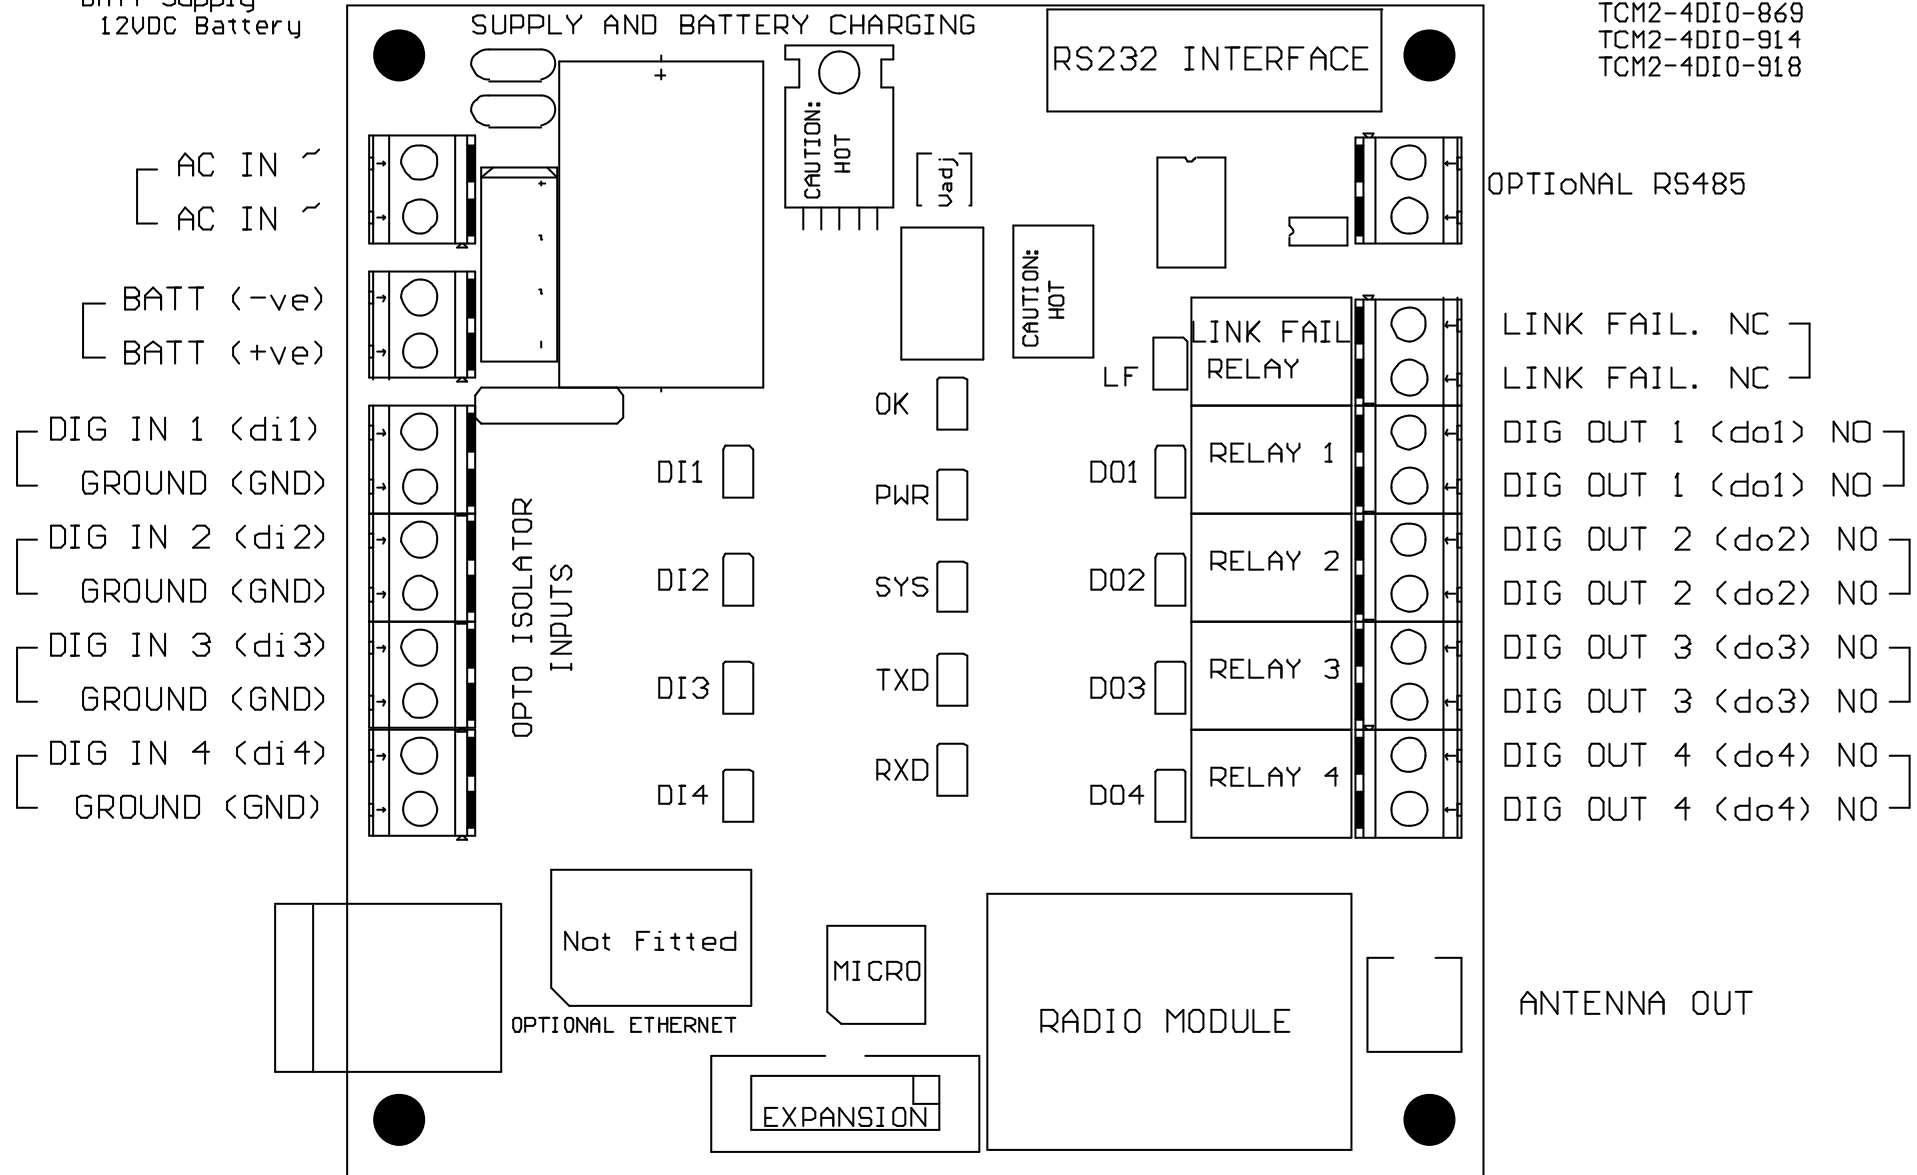 BATT Supply
12VDC Battery
SUPPLY AND BATTERY CHARGING
RS232 INTERFACE
TCM2-4DIO-869
TCM2-4DIO-914
TCM2-4DIO-918
AC IN ~
AC IN ~
BATT (-ve)
BATT (+ve)
DIG IN 1 (di1)
GROUND (GND)
DIG IN 2 (di2)
GROUND (GND)
DIG IN 3 (di3)
GROUND (GND)
DIG IN 4 (di4)
GROUND (GND)
+
CAUTION:
HOT
Vadj
CAUTION:
HOT
OPTIoNAL RS485
LINK FAIL
RELAY
LF
LINK FAIL. NC
LINK FAIL. NC
OPTO ISOLATOR
INPUTS
DI1
DI2
DI3
DI4
OK
PWR
SYS
TXD
RXD
DO1
DO2
DO3
DO4
RELAY 1
RELAY 2
RELAY 3
RELAY 4
DIG OUT 1 (do1) NO
DIG OUT 1 (do1) NO
DIG OUT 2 (do2) NO
DIG OUT 2 (do2) NO
DIG OUT 3 (do3) NO
DIG OUT 3 (do3) NO
DIG OUT 4 (do4) NO
DIG OUT 4 (do4) NO
Not Fitted
OPTIONAL ETHERNET
MICRO
EXPANSION
RADIO MODULE
ANTENNA OUT